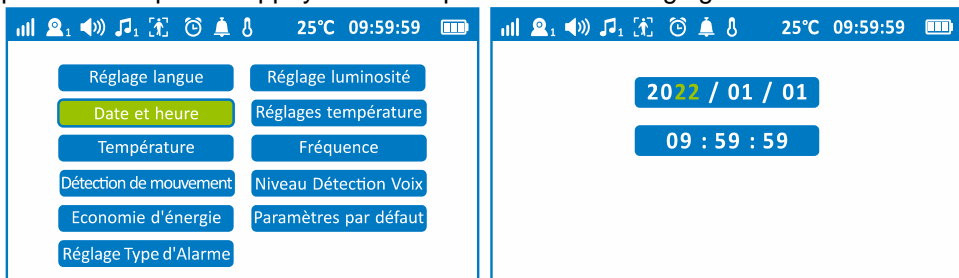 25℃ 09:59:59
Réglage langue
Réglage luminosité
Date et heure
Réglages température
Température
Fréquence
Détection de mouvement
Niveau Détection Voix
Economie d'énergie
Paramètres par défaut
Réglage Type d'Alarme
25℃ 09:59:59
2022 / 01 / 01
09 : 59 : 59